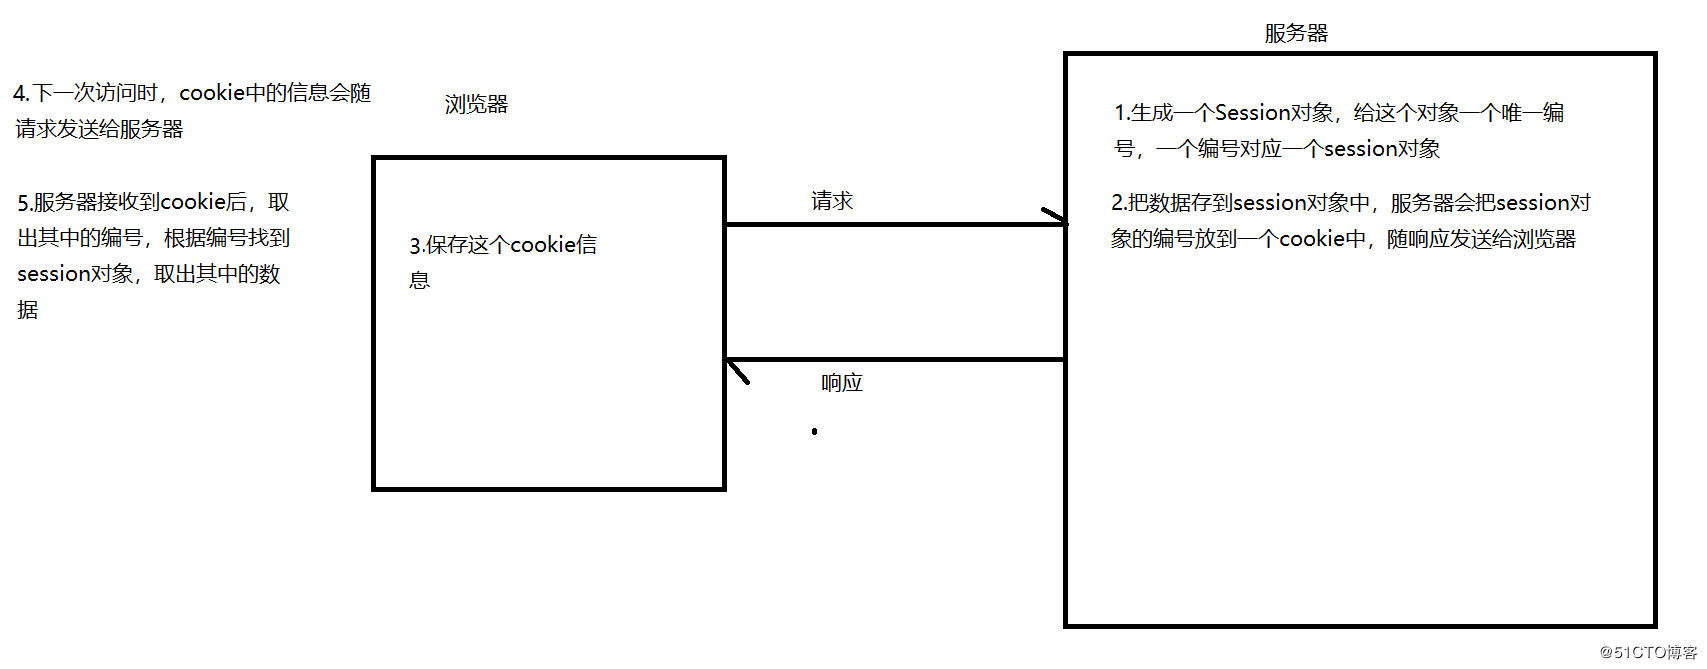 服务器
4.下一次访问时，cookie中的信息会随
请求发送给服务器
浏览器
1.生成一个Session对象，给这个对象一个唯一编
号，一个编号对应一个session对象
5.服务器接收到cookie后，取
出其中的编号，根据编号找到
session对象，取出其中的数
据
请求
2.把数据存到session对象中，服务器会把session对
象的编号放到一个cookie中，随响应发送给浏览器
3.保存这个cookie信
息
响应
@51CTO博客